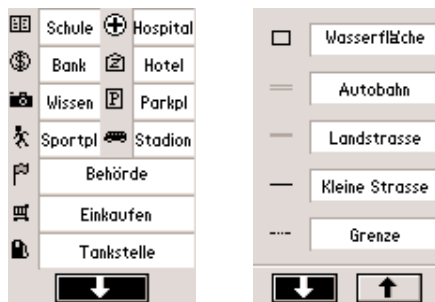 Schule Hospital
$ Bank Z Hotel
Wissen P Parkpl
Sportpl Stadion
Behörde
Einkaufen
Tankstelle
Wasserfläche
Autobahn
Landstrasse
Kleine Strasse
Grenze